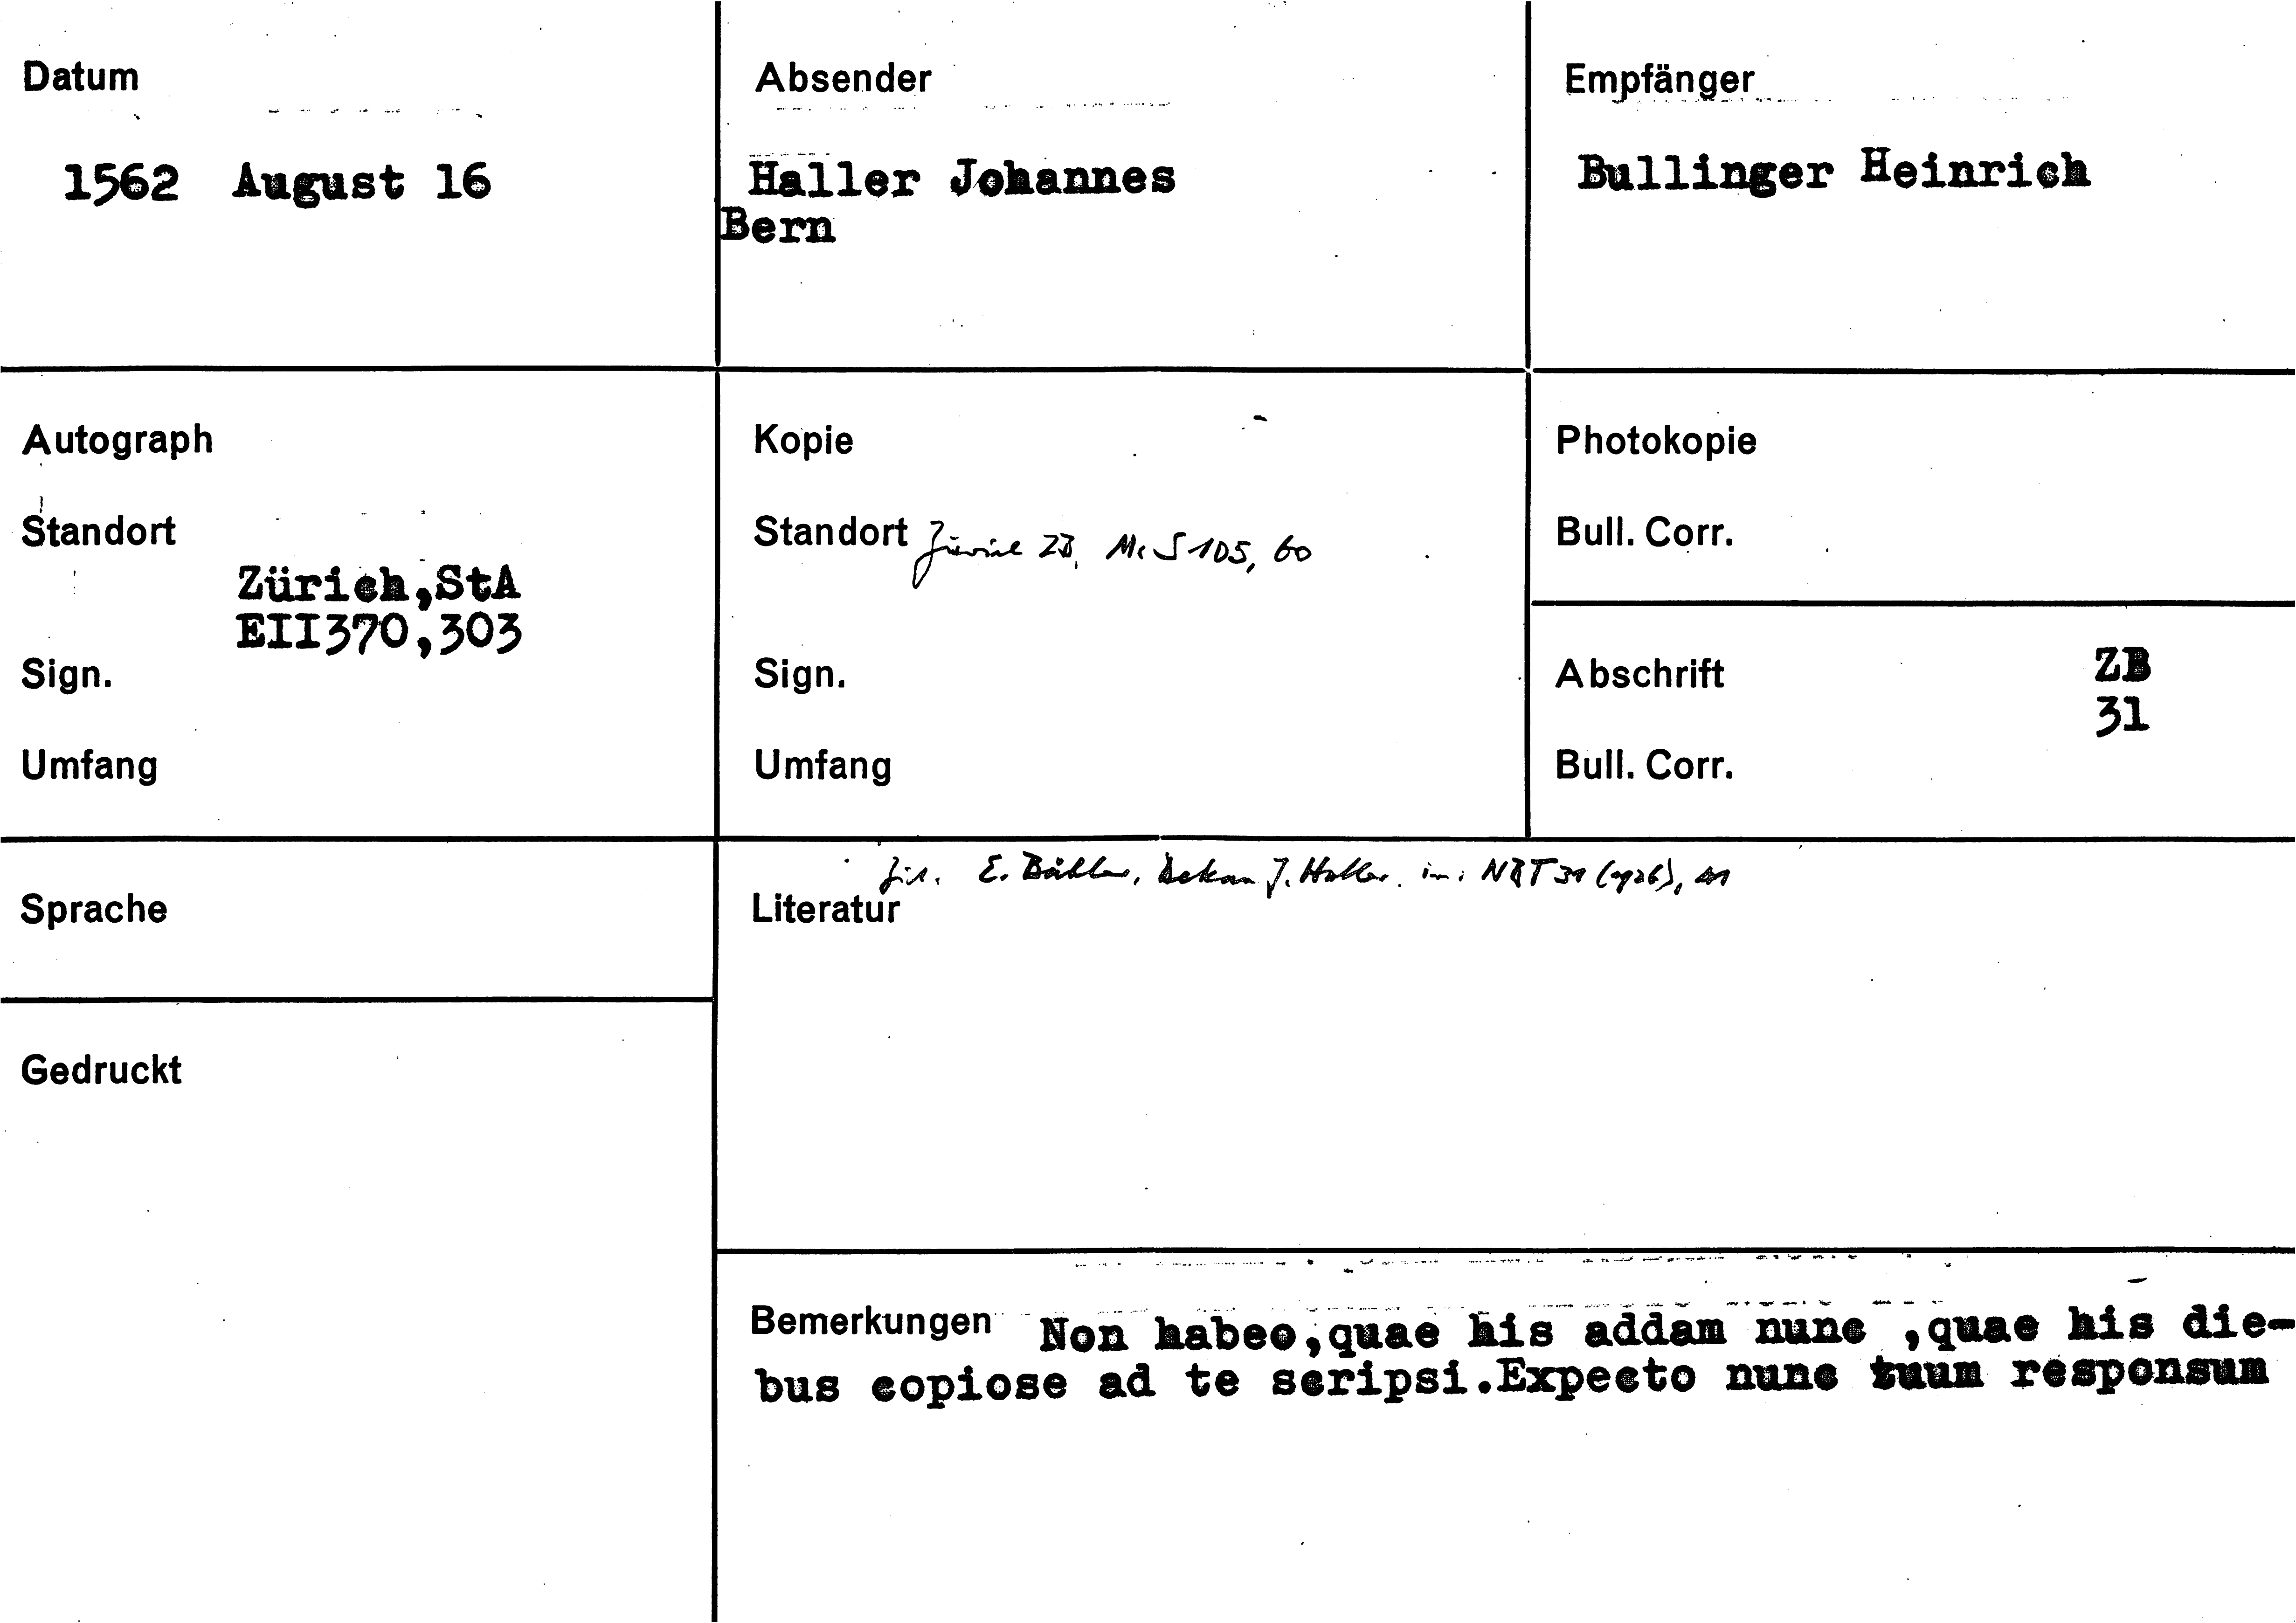 Datum
1562 August 16
Absender
Haller Johannes
Bern
Empfänger
Bullinger Heinrich
Autograph
Standort
Zürich,StA
EII370,303
Sign.
Umfang
Kopie
Standort Zürich ZB, Ms S 105, 60
Sign.
Umfang
Photokopie
Bull. Corr.
Abschrift ZB
31
Bull. Corr.
Sprache
Gedruckt
Zit. E. Bähler, Dekan J. Haller. in: NBT 31 (1926), 41
Literatur
Bemerkungen Non habeo,quae his addam nunc ,quae his die-
bus copiose ad te scripsi.Expecto nunc tuum responsum